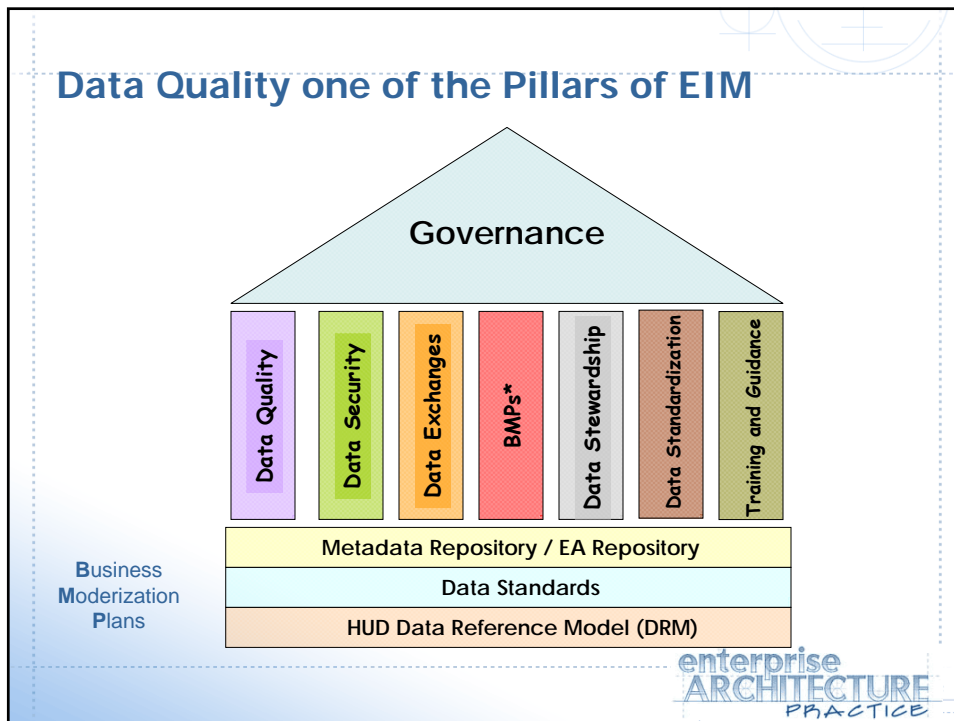 Data Quality one of the Pillars of EIM
Governance
Data Quality
Data Security
Data Exchanges
BMPs*
Data Stewardship
Data Standardization
Training and Guidance
Metadata Repository / EA Repository
Data Standards
HUD Data Reference Model (DRM)
Business
Moderization
Plans
enterprise
ARCHITECTURE
PRACTICE